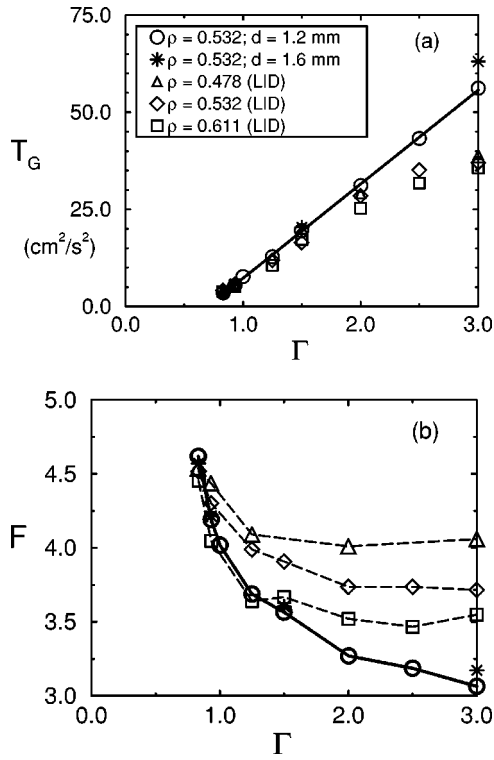 75.0
50.0
25.0
0.0
T_G
(cm²/s²)
ρ = 0.532; d = 1.2 mm
ρ = 0.532; d = 1.6 mm
ρ = 0.478 (LID)
ρ = 0.532 (LID)
ρ = 0.611 (LID)
(a)
0.0 1.0 2.0 3.0
Γ
5.0
4.5
4.0
3.5
3.0
F
(b)
0.0 1.0 2.0 3.0
Γ